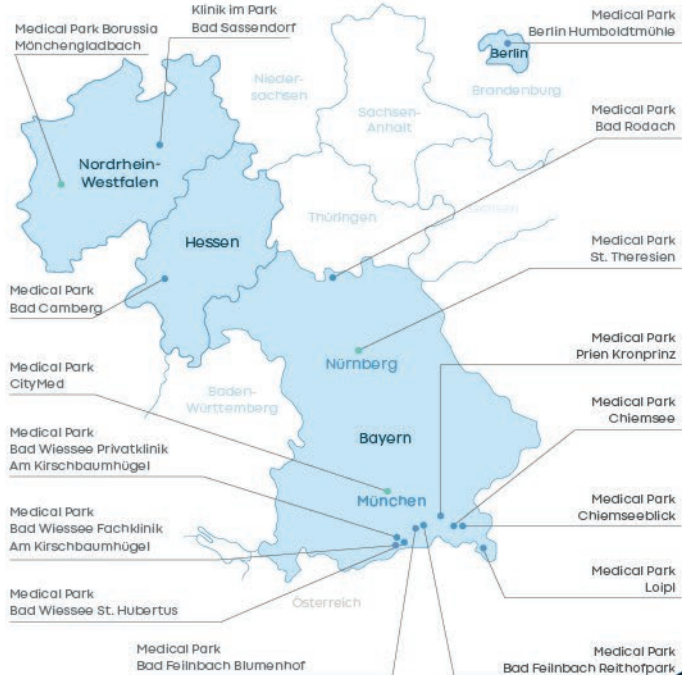 Medical Park Borussia
Mönchengladbach
Klinik im Park
Bad Sassendorf
Medical Park
Berlin Humboldtmühle
Berlin
Nieder-
sachsen
Brandenburg
Sachsen-
Anhalt
Medical Park
Bad Rodach
Nordrhein-
Westfalen
Thüringen
Hessen
Medical Park
St. Theresien
Medical Park
Bad Camberg
Medical Park
Prien Kronprinz
Nürnberg
Medical Park
CityMed
Baden-
Württemberg
Medical Park
Chiemsee
Medical Park
Bad Wiessee Privatklinik
Am Kirschbaumhügel
Bayern
München
Medical Park
Chiemseeblick
Medical Park
Bad Wiessee Fachklinik
Am Kirschbaumhügel
Medical Park
Loipl
Medical Park
Bad Wiessee St. Hubertus
Österreich
Medical Park
Bad Feilnbach Blumenhof
Medical Park
Bad Feilnbach Reithofpark